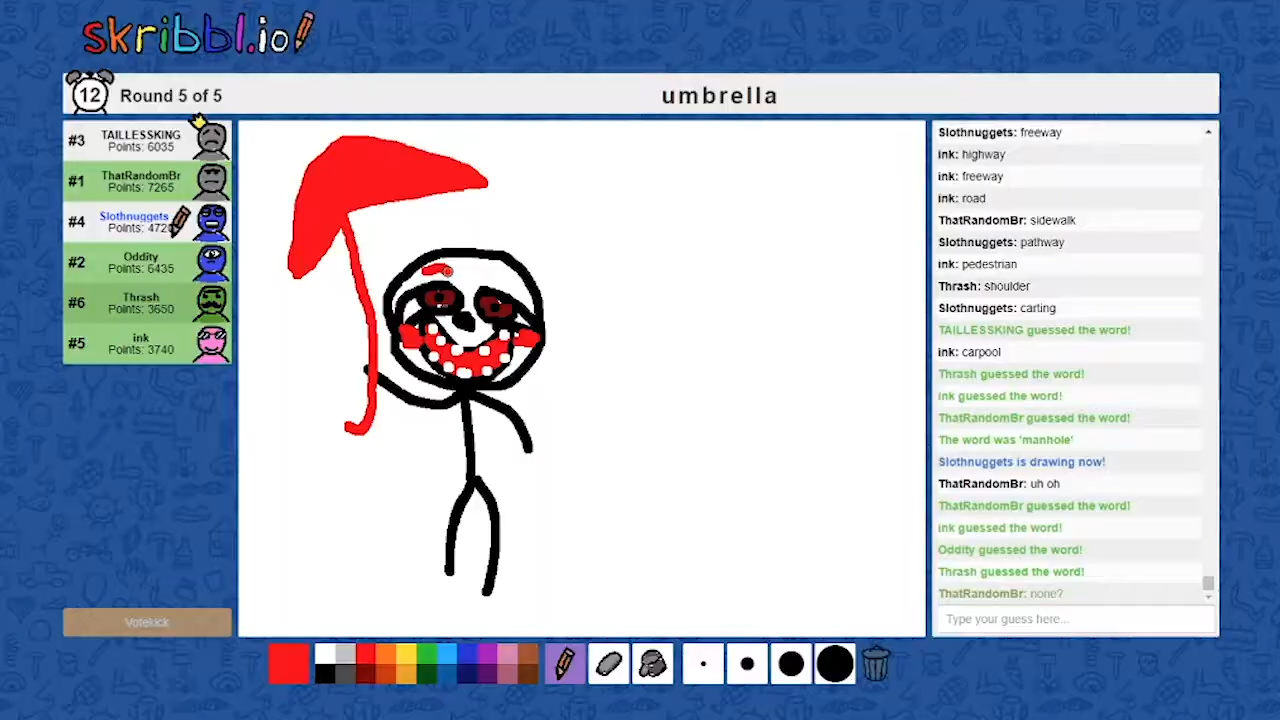 skribbl.io
12 Round 5 of 5
umbrella
#3 TAILLESSKING
Points: 6035
#1 ThatRandomBr
Points: 7265
#4 Slothnuggets
Points: 472
#2 Oddity
Points: 6435
#6 Thrash
Points: 3650
#5 ink
Points: 3740
Votekick
Slothnuggets: freeway
ink: highway
ink: freeway
ink: road
ThatRandomBr: sidewalk
Slothnuggets: pathway
ink: pedestrian
Thrash: shoulder
Slothnuggets: carting
TAILLESSKING guessed the word!
ink: carpool
Thrash guessed the word!
ink guessed the word!
ThatRandomBr guessed the word!
The word was 'manhole'
Slothnuggets is drawing now!
ThatRandomBr: uh oh
ThatRandomBr guessed the word!
ink guessed the word!
Oddity guessed the word!
Thrash guessed the word!
ThatRandomBr: none?
Type your guess here...